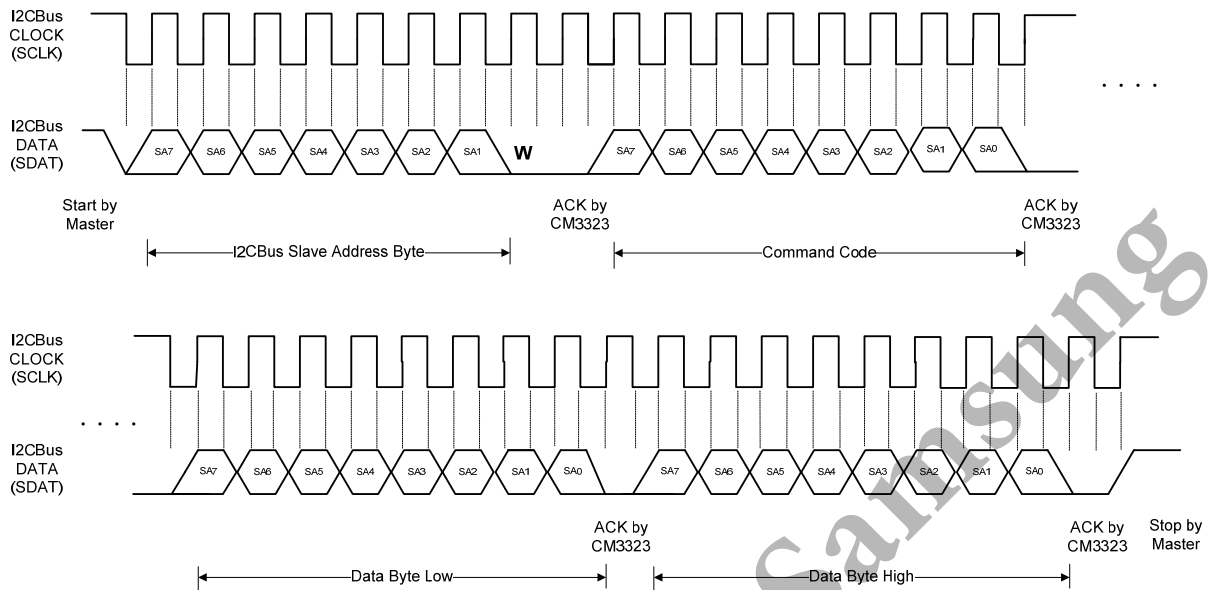 I2CBus
CLOCK
(SCLK)
. . . .
I2CBus
DATA
(SDAT)
SA7 SA6 SA5 SA4 SA3 SA2 SA1 W SA7 SA6 SA5 SA4 SA3 SA2 SA1 SA0
Start by
Master
ACK by
CM3323
ACK by
CM3323
I2CBus Slave Address Byte
Command Code
I2CBus
CLOCK
(SCLK)
. . . .
I2CBus
DATA
(SDAT)
SA7 SA6 SA5 SA4 SA3 SA2 SA1 SA0 SA7 SA6 SA5 SA4 SA3 SA2 SA1 SA0
ACK by
CM3323
ACK by
CM3323
Stop by
Master
Data Byte Low
Data Byte High
Samsung